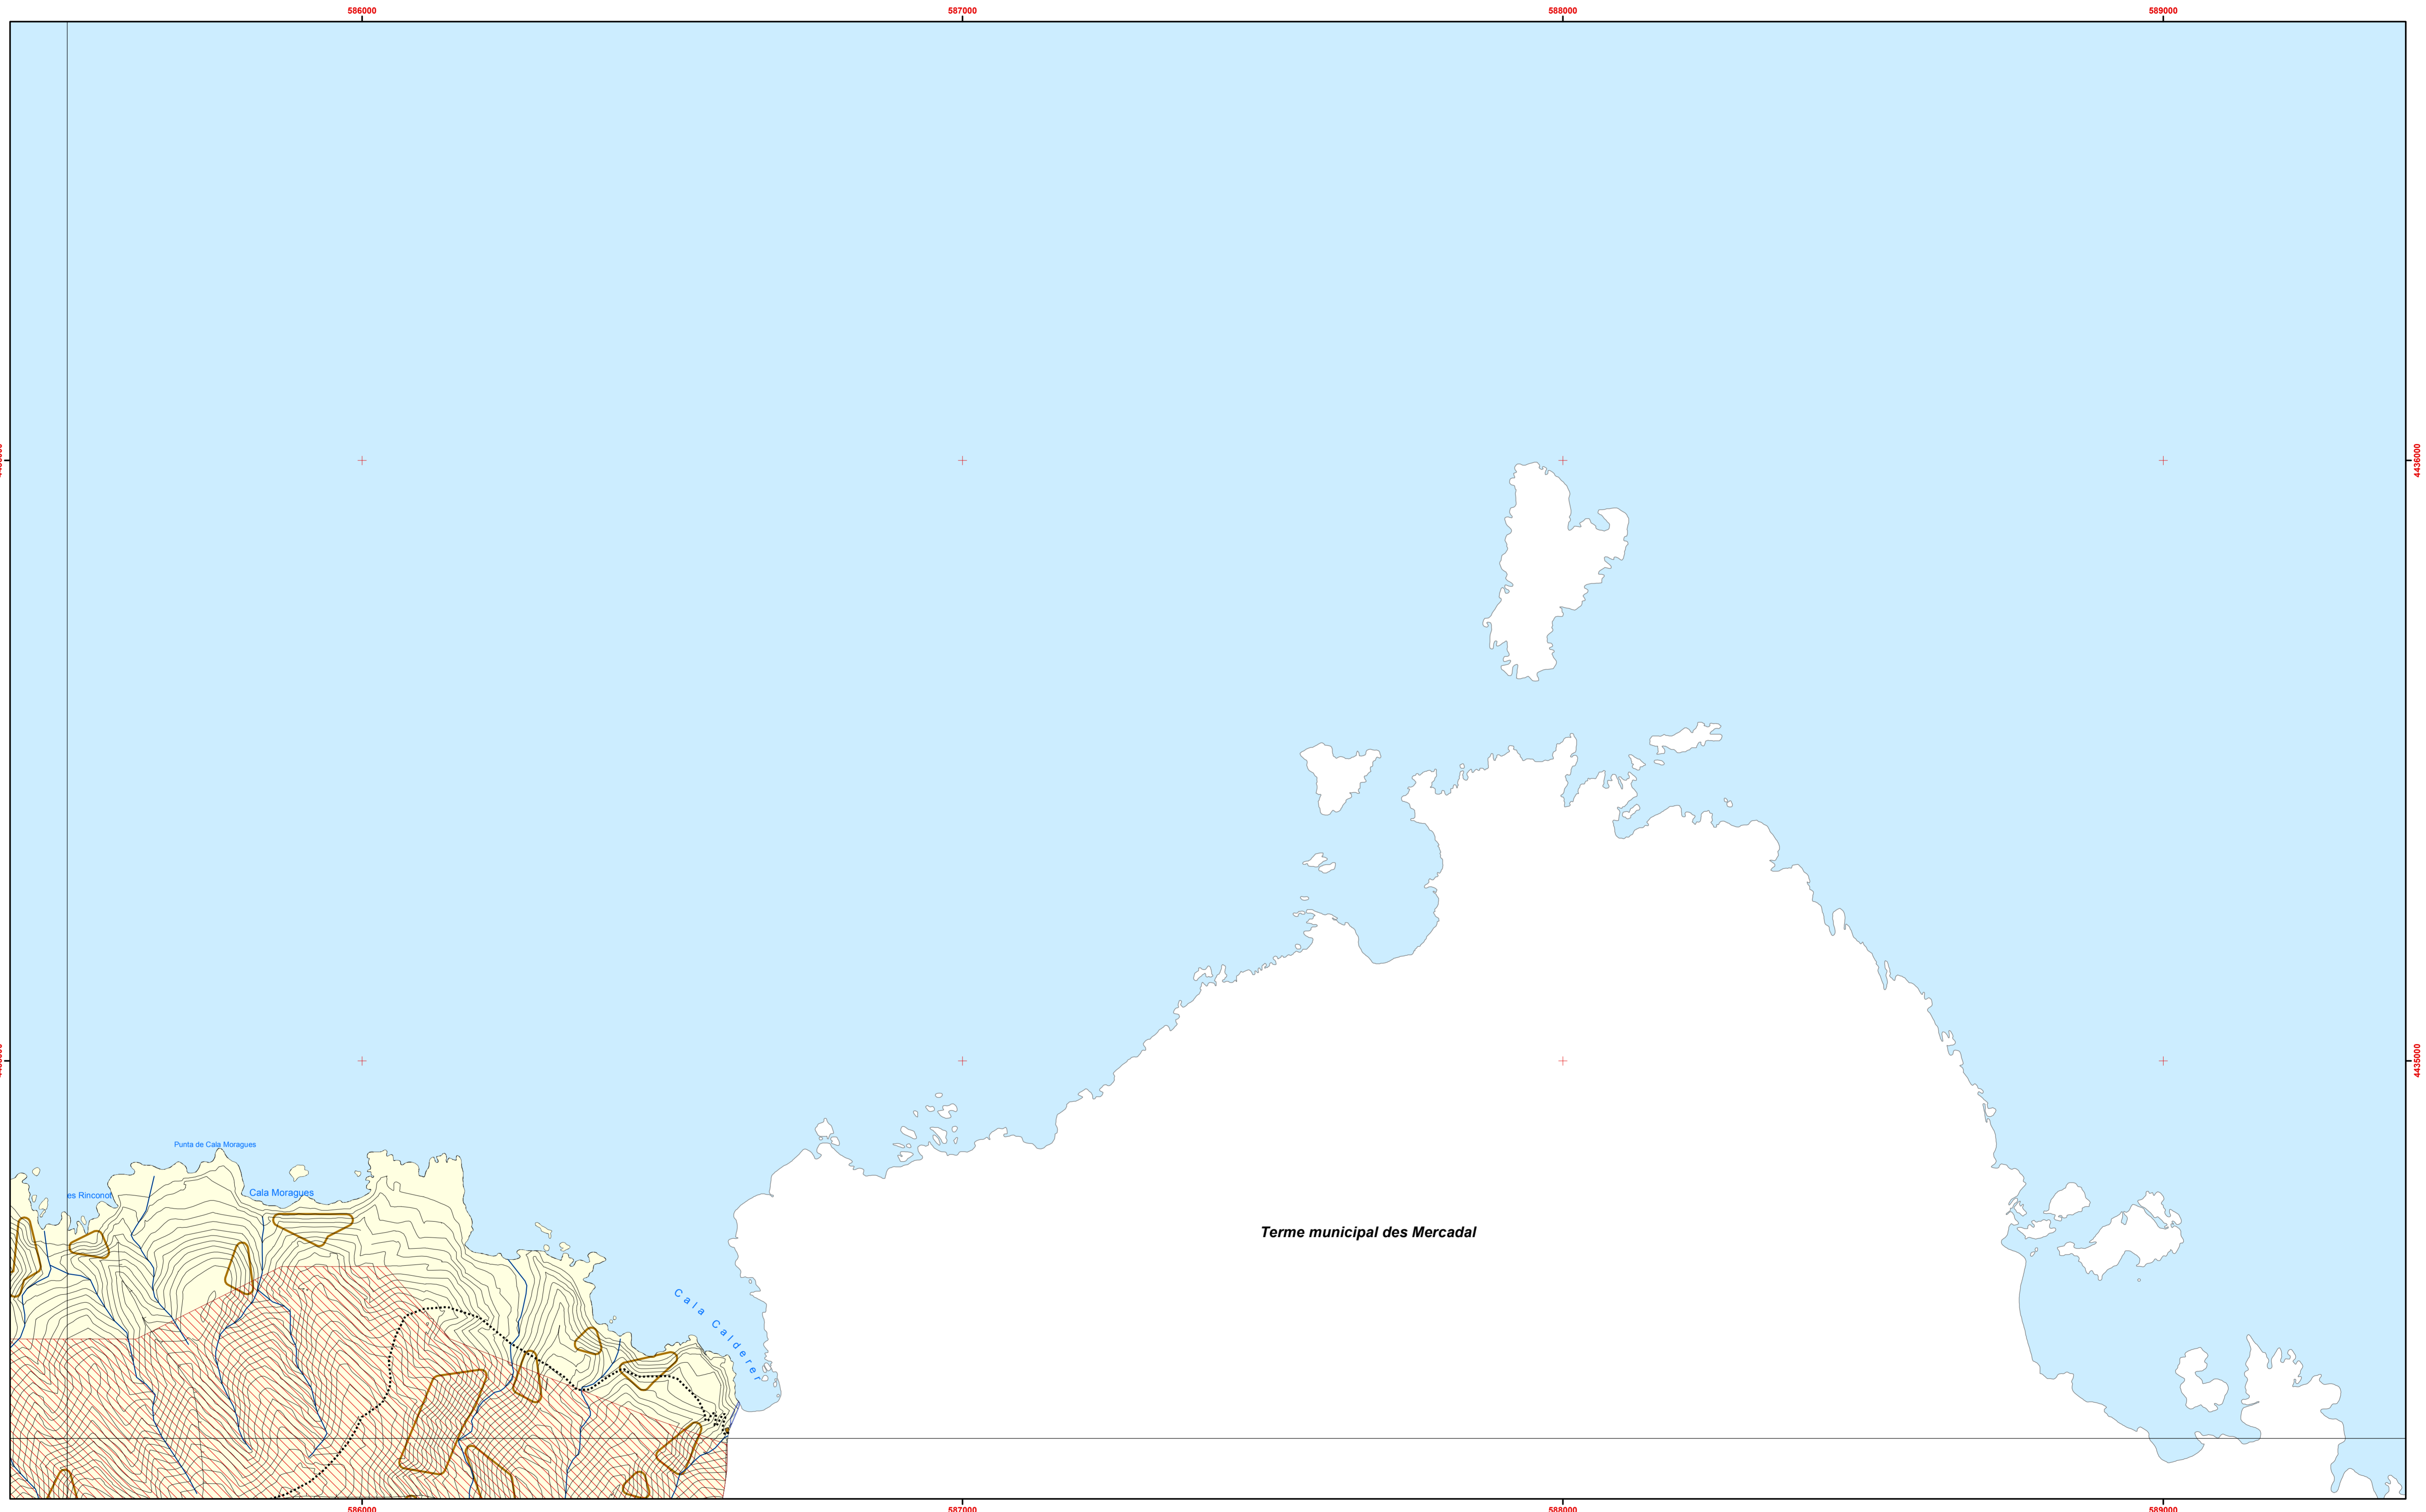 586000
587000
588000
589000
4436000
4435000
Punta de Cala Moragues
es Rinconot
Cala Moragues
Terme municipal des Mercadal
Cala Calderer
586000
587000
588000
589000